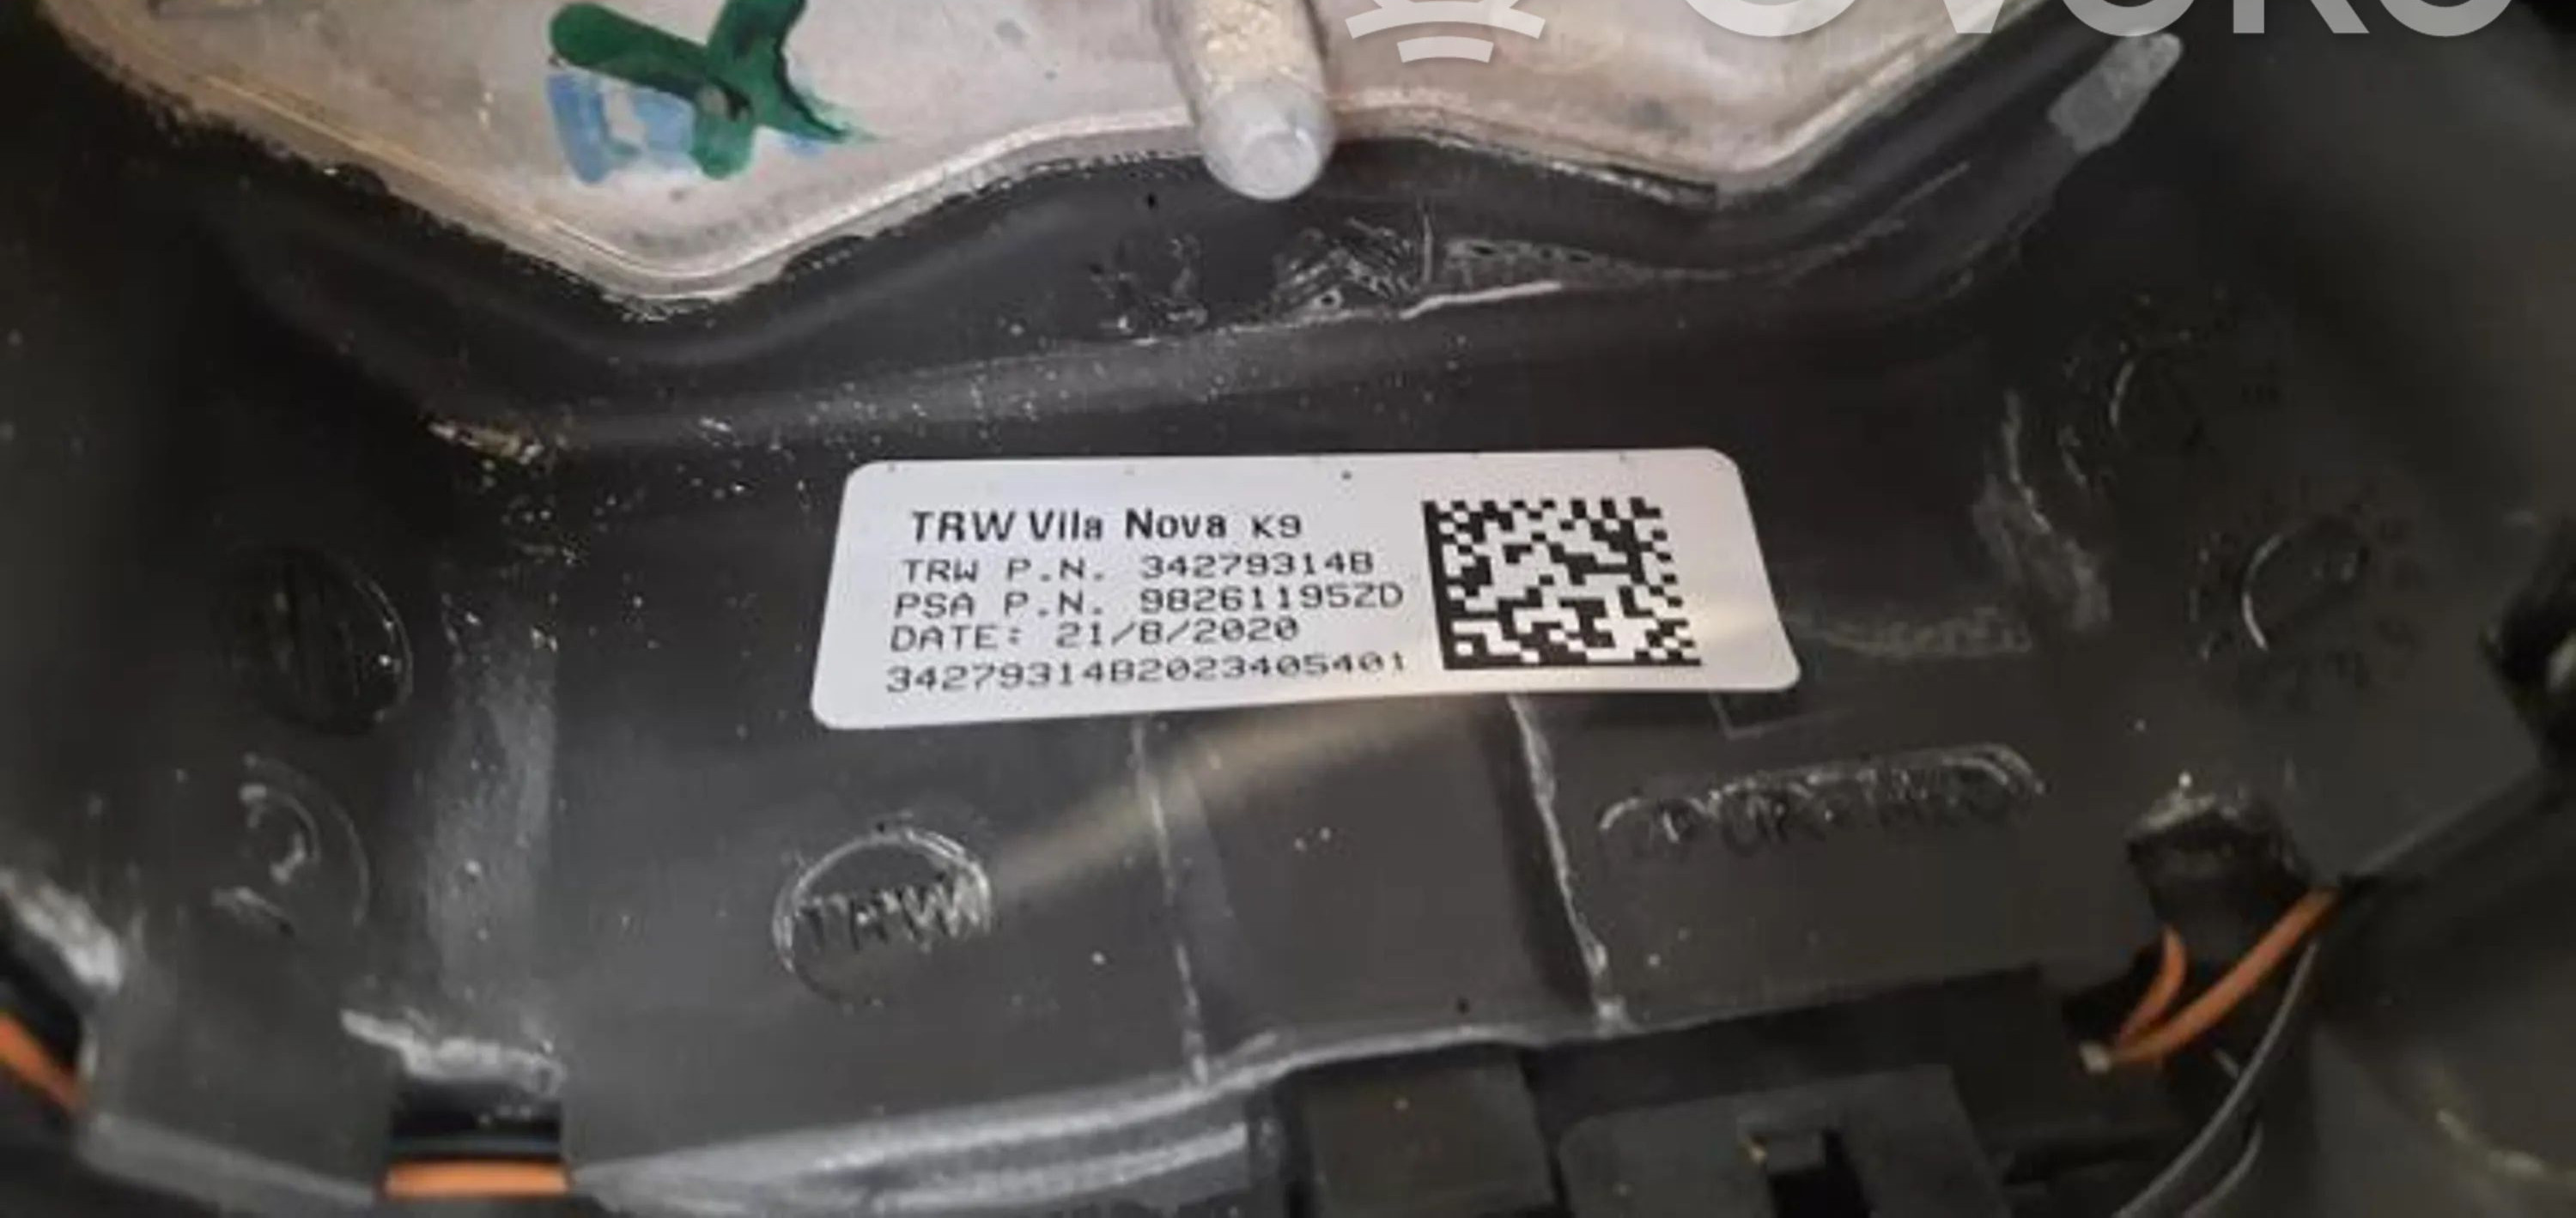 TRW Vila Nova K9
TRW P.N. 34279314B
PSA P.N. 98261195ZD
DATE: 21/8/2020
34279314B2023405401
TRW